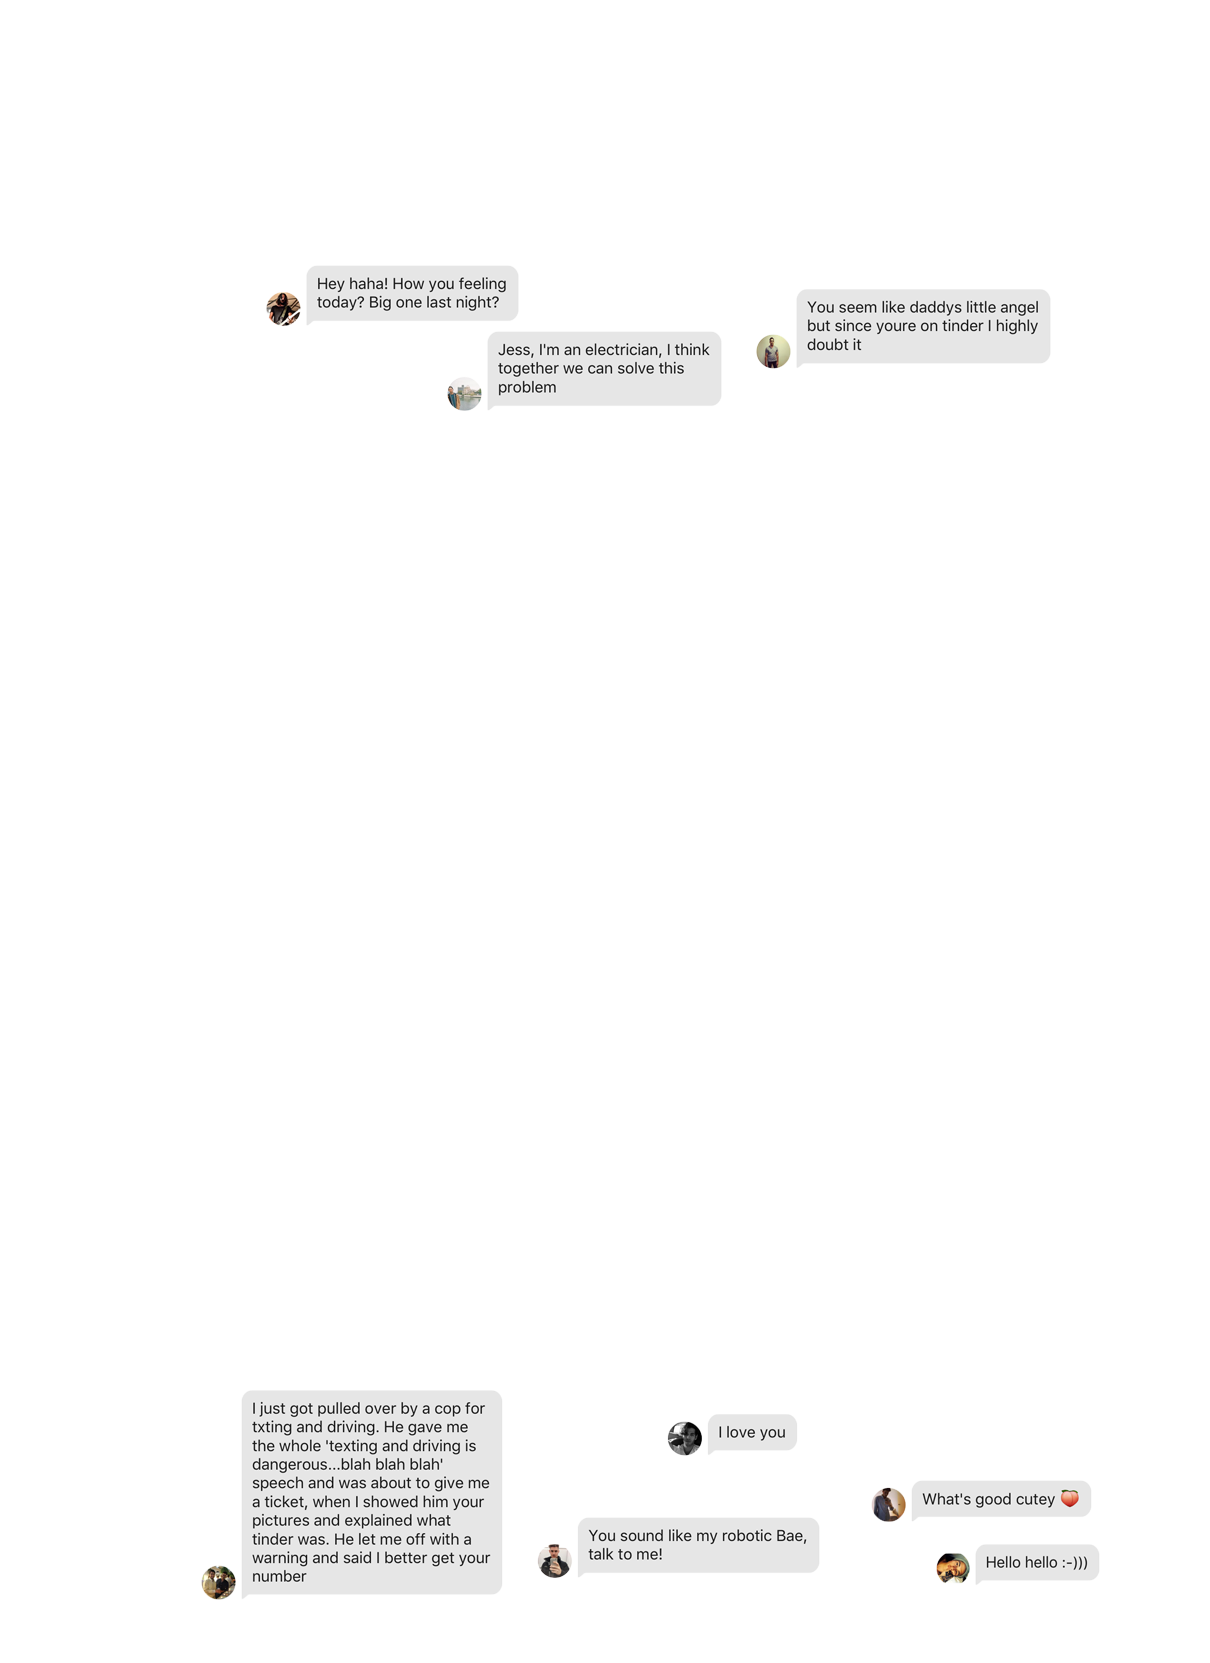 Hey haha! How you feeling
today? Big one last night?
Jess, I'm an electrician, I think
together we can solve this
problem
You seem like daddys little angel
but since youre on tinder I highly
doubt it
I just got pulled over by a cop for
txting and driving. He gave me
the whole 'texting and driving is
dangerous...blah blah blah'
speech and was about to give me
a ticket, when I showed him your
pictures and explained what
tinder was. He let me off with a
warning and said I better get your
number
I love you
What's good cutey 🍑
You sound like my robotic Bae,
talk to me!
Hello hello :-)))